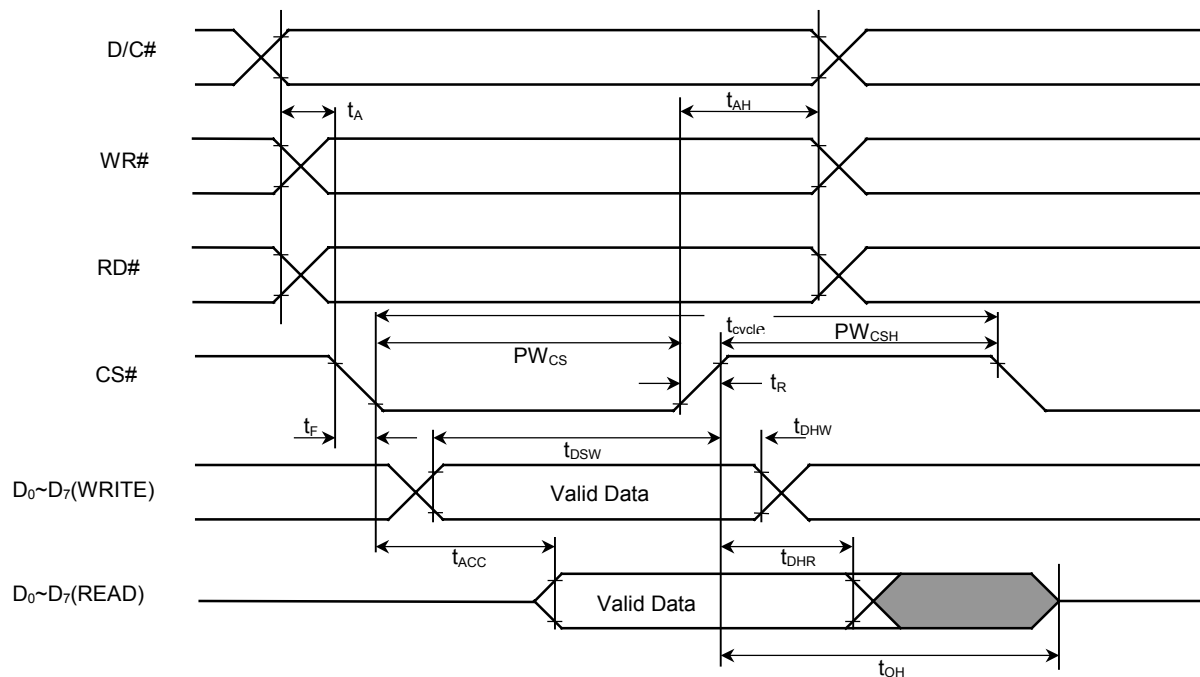 D/C#
tA
tAH
WR#
RD#
tcycle
PWCS
PWCSH
CS#
tR
tF
tDSW
tDHW
D0~D7(WRITE)
Valid Data
tACC
tDHR
D0~D7(READ)
Valid Data
tOH